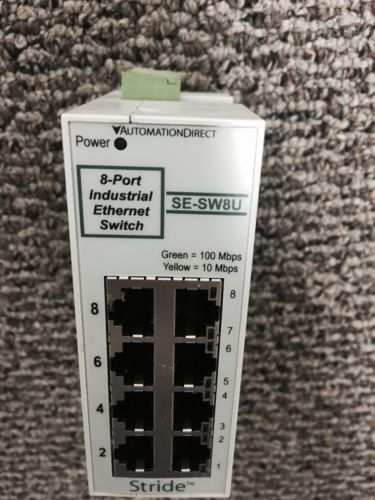 AUTOMATIONDIRECT
Power
8-Port
Industrial
Ethernet
Switch
SE-SW8U
Green = 100 Mbps
Yellow = 10 Mbps
8
8
7
6
6
5
4
4
3
2
2
1
Stride™